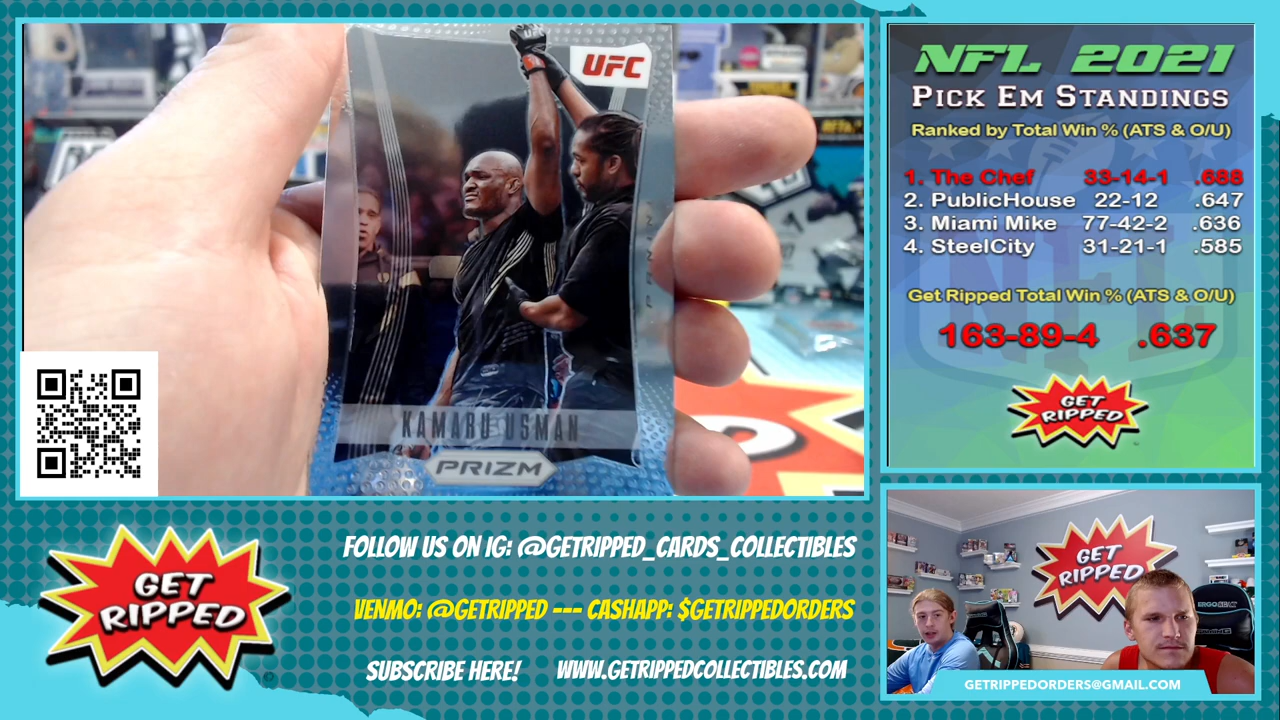 UFC
PANINI
KAMARU USMAN
PRIZM
NFL 2021
PICK EM STANDINGS
Ranked by Total Win % (ATS & O/U)
1. The Chef 33-14-1 .688
2. PublicHouse 22-12 .647
3. Miami Mike 77-42-2 .636
4. SteelCity 31-21-1 .585
Get Ripped Total Win % (ATS & O/U)
163-89-4 .637
GET
RIPPED
GET
RIPPED
FOLLOW US ON IG: @GETRIPPED_CARDS_COLLECTIBLES
VENMO: @GETRIPPED --- CASHAPP: $GETRIPPEDORDERS
SUBSCRIBE HERE! WWW.GETRIPPEDCOLLECTIBLES.COM
GET
RIPPED
GETRIPPEDORDERS@GMAIL.COM